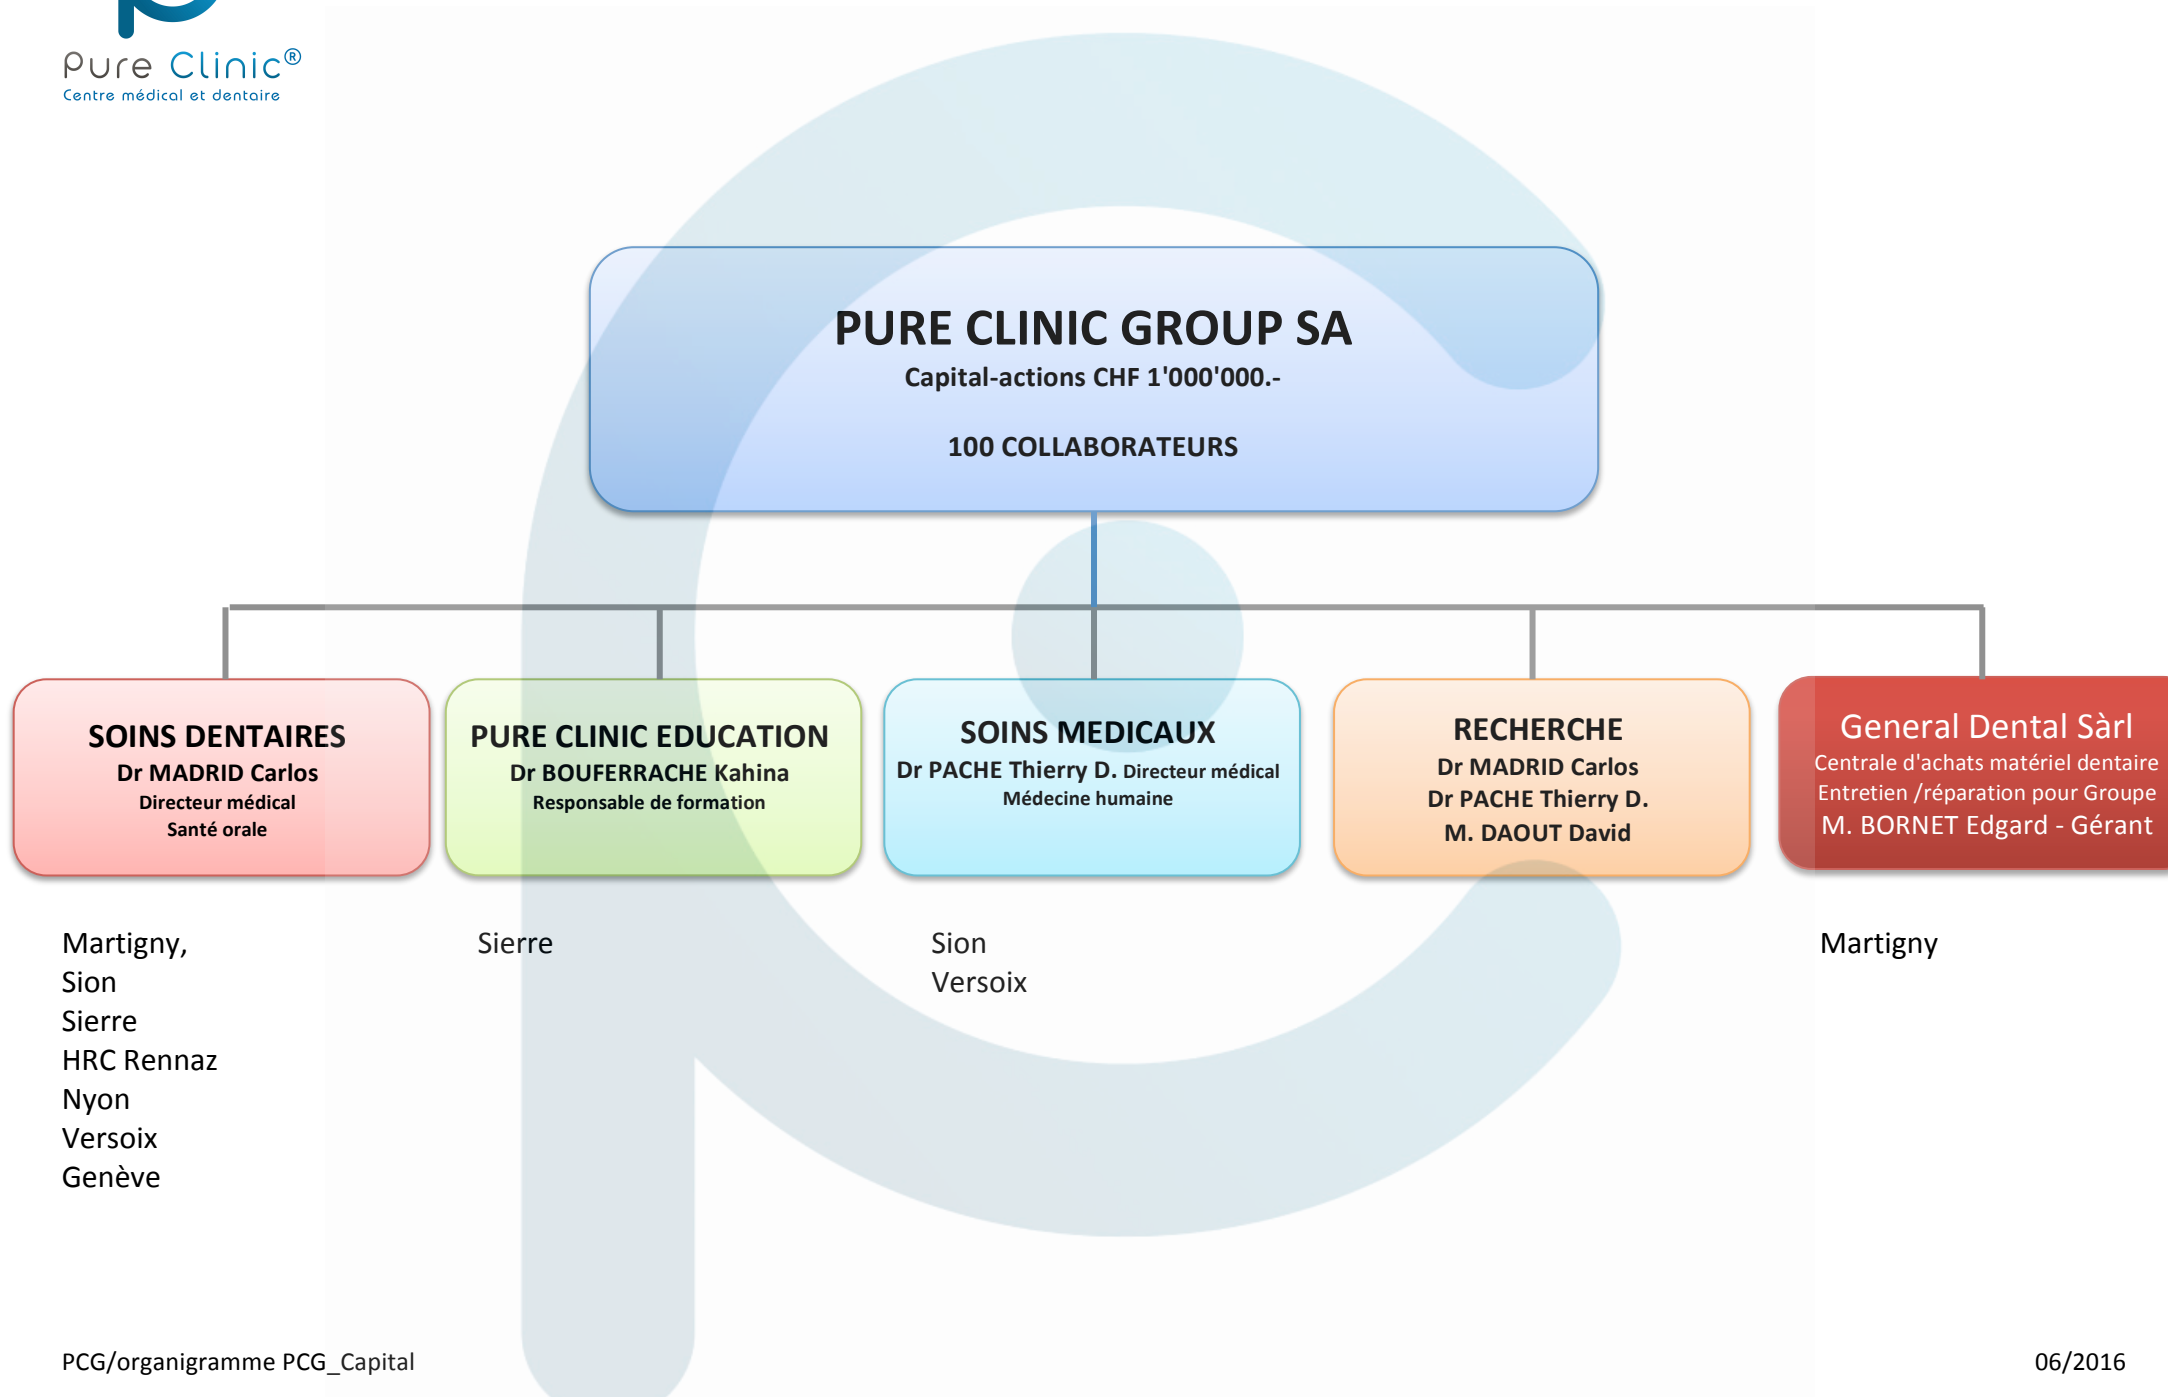 Pure Clinic®
Centre médical et dentaire
PURE CLINIC GROUP SA
Capital-actions CHF 1'000'000.-
100 COLLABORATEURS
SOINS DENTAIRES
Dr MADRID Carlos
Directeur médical
Santé orale
PURE CLINIC EDUCATION
Dr BOUFERRACHE Kahina
Responsable de formation
SOINS MEDICAUX
Dr PACHE Thierry D. Directeur médical
Médecine humaine
RECHERCHE
Dr MADRID Carlos
Dr PACHE Thierry D.
M. DAOUT David
General Dental Sàrl
Centrale d'achats matériel dentaire
Entretien /réparation pour Groupe
M. BORNET Edgard - Gérant
Martigny,
Sion
Sierre
HRC Rennaz
Nyon
Versoix
Genève
Sierre
Sion
Versoix
Martigny
PCG/organigramme PCG_Capital
06/2016